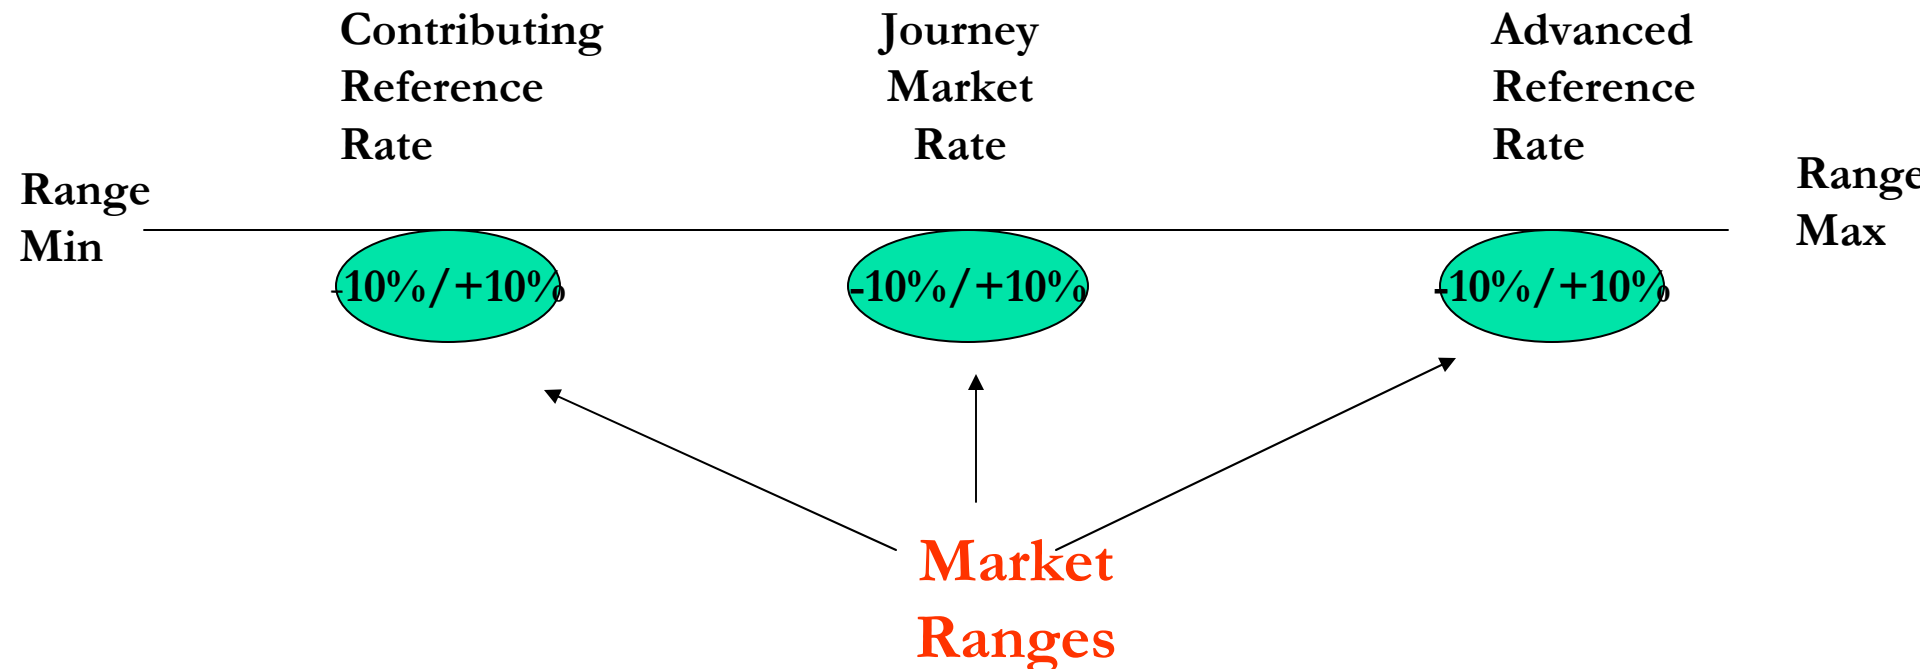 Contributing
Reference
Rate
Journey
Market
Rate
Advanced
Reference
Rate
Range
Min
Range
Max
-10%/+10%
-10%/+10%
-10%/+10%
Market
Ranges